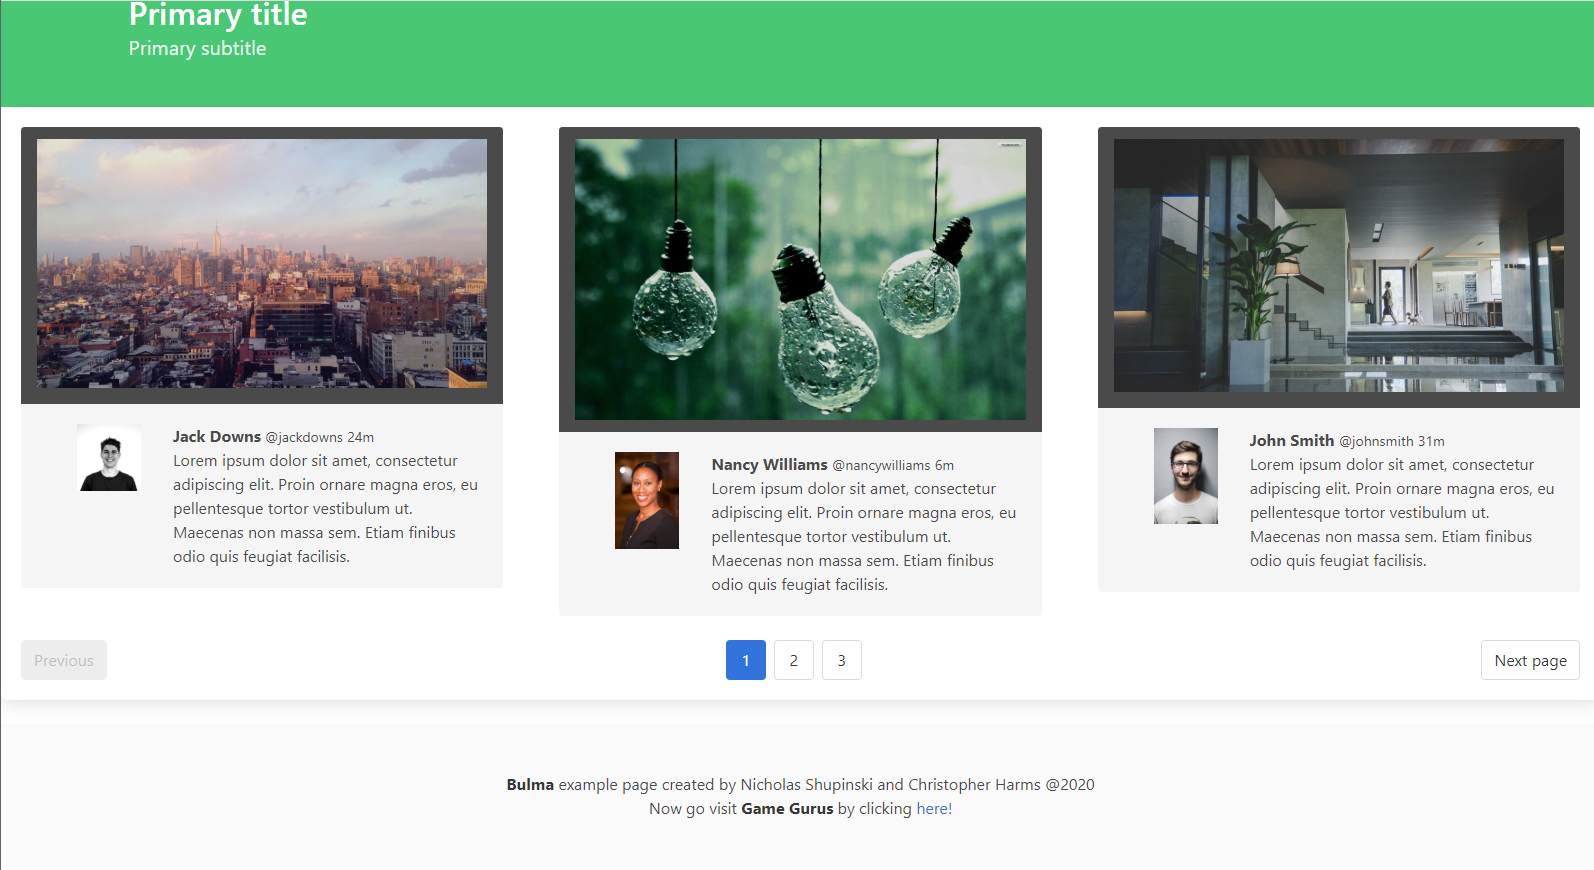 Primary title
Primary subtitle
Jack Downs @jackdowns 24m
Lorem ipsum dolor sit amet, consectetur
adipiscing elit. Proin ornare magna eros, eu
pellentesque tortor vestibulum ut.
Maecenas non massa sem. Etiam finibus
odio quis feugiat facilisis.
Nancy Williams @nancywilliams 6m
Lorem ipsum dolor sit amet, consectetur
adipiscing elit. Proin ornare magna eros, eu
pellentesque tortor vestibulum ut.
Maecenas non massa sem. Etiam finibus
odio quis feugiat facilisis.
John Smith @johnsmith 31m
Lorem ipsum dolor sit amet, consectetur
adipiscing elit. Proin ornare magna eros, eu
pellentesque tortor vestibulum ut.
Maecenas non massa sem. Etiam finibus
odio quis feugiat facilisis.
Previous
1
2
3
Next page
Bulma example page created by Nicholas Shupinski and Christopher Harms @2020
Now go visit Game Gurus by clicking here!